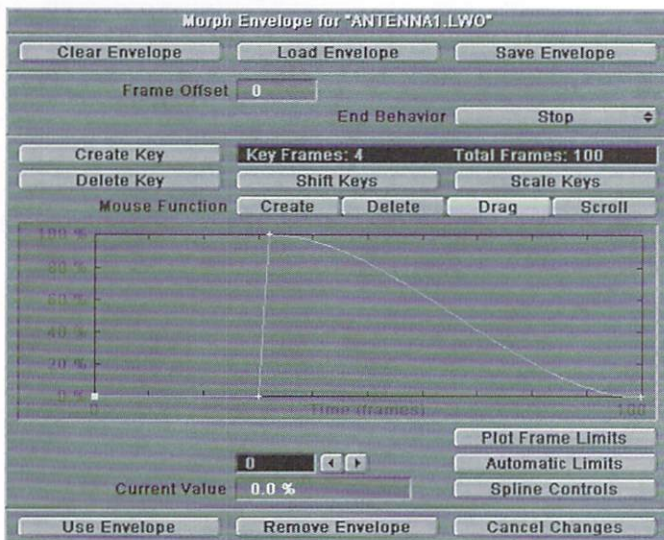 Morph Envelope for "ANTENNA1.LWO"
Clear Envelope Load Envelope Save Envelope
Frame Offset 0
End Behavior Stop
Create Key Key Frames: 4 Total Frames: 100
Delete Key Shift Keys Scale Keys
Mouse Function Create Delete Drag Scroll
100 %
80 %
60 %
40 %
20 %
0 %
0 Time (frames) 100
Plot Frame Limits
0 Automatic Limits
Current Value 0.0 % Spline Controls
Use Envelope Remove Envelope Cancel Changes